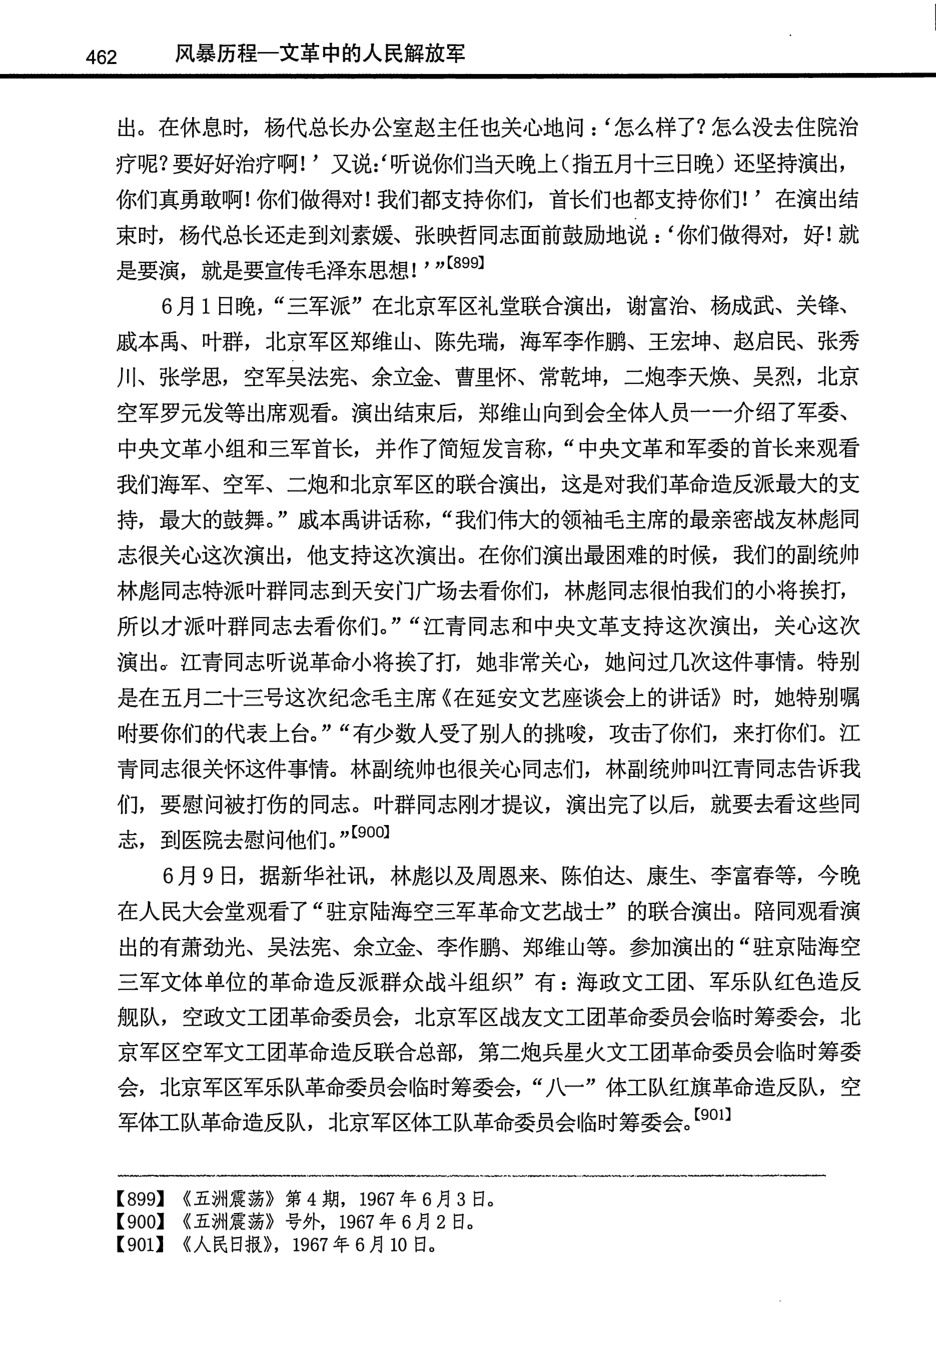 462 风暴历程—文革中的人民解放军
出。在休息时，杨代总长办公室赵主任也关心地问：‘怎么样了？怎么没去住院治
疗呢？要好好治疗啊！’ 又说：‘听说你们当天晚上（指五月十三日晚）还坚持演出，
你们真勇敢啊！你们做得对！我们都支持你们，首长们也都支持你们！’ 在演出结
束时，杨代总长还走到刘素媛、张映哲同志面前鼓励地说：‘你们做得对，好！就
是要演，就是要宣传毛泽东思想！’”【899】
6月1日晚，“三军派”在北京军区礼堂联合演出，谢富治、杨成武、关锋、
戚本禹、叶群，北京军区郑维山、陈先瑞，海军李作鹏、王宏坤、赵启民、张秀
川、张学思，空军吴法宪、余立金、曹里怀、常乾坤，二炮李天焕、吴烈，北京
空军罗元发等出席观看。演出结束后，郑维山向到会全体人员一一介绍了军委、
中央文革小组和三军首长，并作了简短发言称，“中央文革和军委的首长来观看
我们海军、空军、二炮和北京军区的联合演出，这是对我们革命造反派最大的支
持，最大的鼓舞。”戚本禹讲话称，“我们伟大的领袖毛主席的最亲密战友林彪同
志很关心这次演出，他支持这次演出。在你们演出最困难的时候，我们的副统帅
林彪同志特派叶群同志到天安门广场去看你们，林彪同志很怕我们的小将挨打，
所以才派叶群同志去看你们。”“江青同志和中央文革支持这次演出，关心这次
演出。江青同志听说革命小将挨了打，她非常关心，她问过几次这件事情。特别
是在五月二十三号这次纪念毛主席《在延安文艺座谈会上的讲话》时，她特别嘱
咐要你们的代表上台。”“有少数人受了别人的挑唆，攻击了你们，来打你们。江
青同志很关怀这件事情。林副统帅也很关心同志们，林副统帅叫江青同志告诉我
们，要慰问被打伤的同志。叶群同志刚才提议，演出完了以后，就要去看这些同
志，到医院去慰问他们。”【900】
6月9日，据新华社讯，林彪以及周恩来、陈伯达、康生、李富春等，今晚
在人民大会堂观看了“驻京陆海空三军革命文艺战士”的联合演出。陪同观看演
出的有萧劲光、吴法宪、余立金、李作鹏、郑维山等。参加演出的“驻京陆海空
三军文体单位的革命造反派群众战斗组织”有：海政文工团、军乐队红色造反
舰队，空政文工团革命委员会，北京军区战友文工团革命委员会临时筹委会，北
京军区空军文工团革命造反联合总部，第二炮兵星火文工团革命委员会临时筹委
会，北京军区军乐队革命委员会临时筹委会，“八一”体工队红旗革命造反队，空
军体工队革命造反队，北京军区体工队革命委员会临时筹委会。【901】
【899】《五洲震荡》第4期，1967年6月3日。
【900】《五洲震荡》号外，1967年6月2日。
【901】《人民日报》，1967年6月10日。